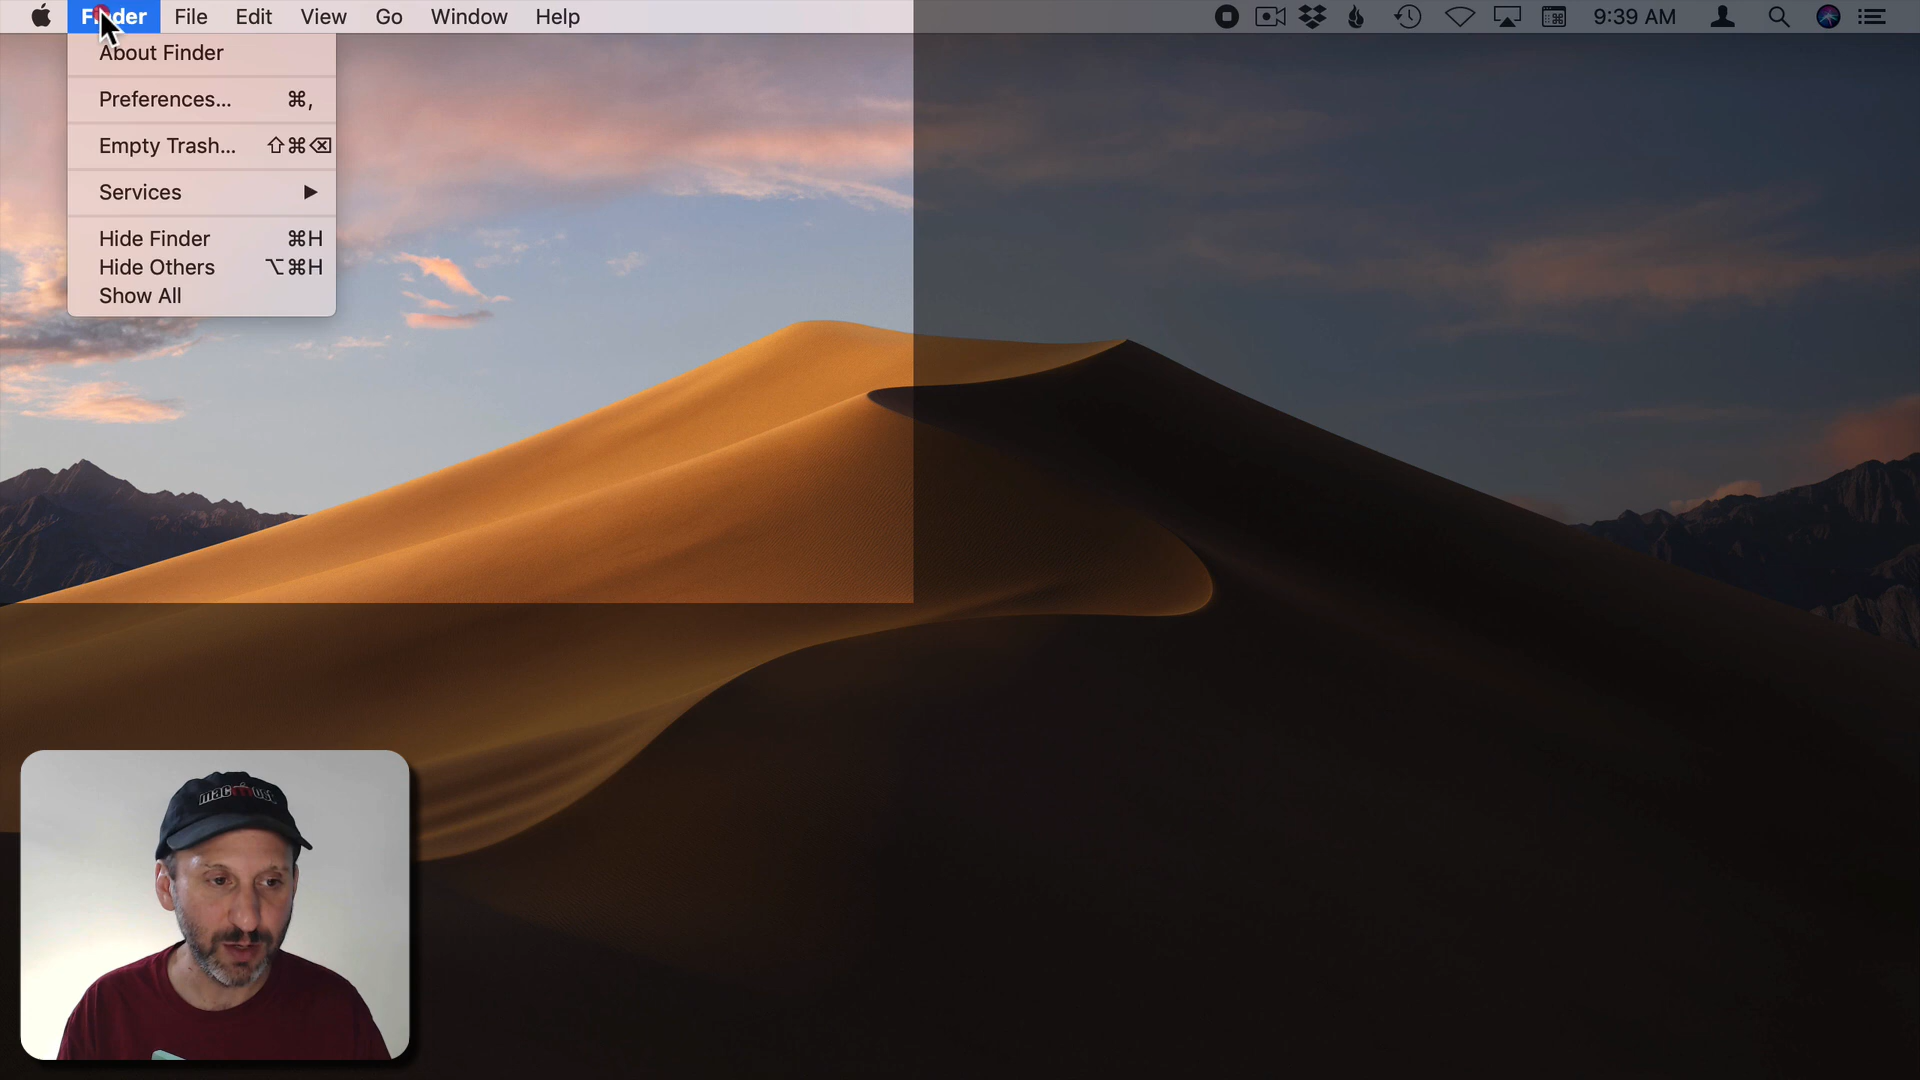 Finder File Edit View Go Window Help 9:39 AM
About Finder
Preferences... ⌘,
Empty Trash... ⇧⌘⌫
Services ▶
Hide Finder ⌘H
Hide Others ⌥⌘H
Show All
macmost